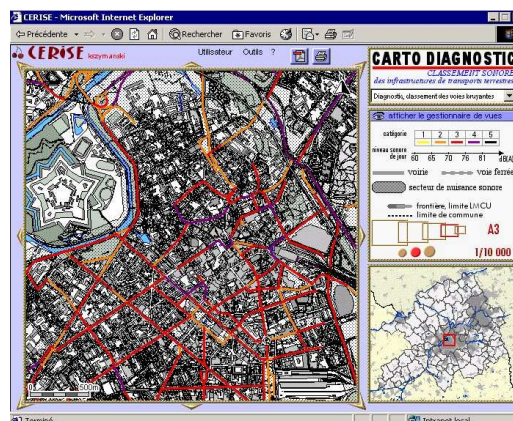 CERISE - Microsoft Internet Explorer
Précédente
Rechercher
Favoris
CERISE kszymanski
Utilisateur Outils ?
CARTO DIAGNOSTIC
CLASSEMENT SONORE
des infrastructures de transports terrestres
Diagnostic, classement des voies bruyantes
afficher le gestionnaire de vues
catégorie 1 2 3 4 5
niveau sonore de jour 60 65 70 76 81 dB(A)
voirie voie ferrée
secteur de nuisance sonore
frontière, limite LMCU
limite de commune
A3
1/10 000
0 500m
Terminé
Intranet local